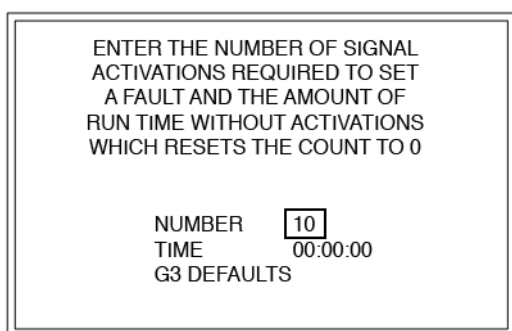 ENTER THE NUMBER OF SIGNAL
ACTIVATIONS REQUIRED TO SET
A FAULT AND THE AMOUNT OF
RUN TIME WITHOUT ACTIVATIONS
WHICH RESETS THE COUNT TO 0
NUMBER 10
TIME 00:00:00
G3 DEFAULTS